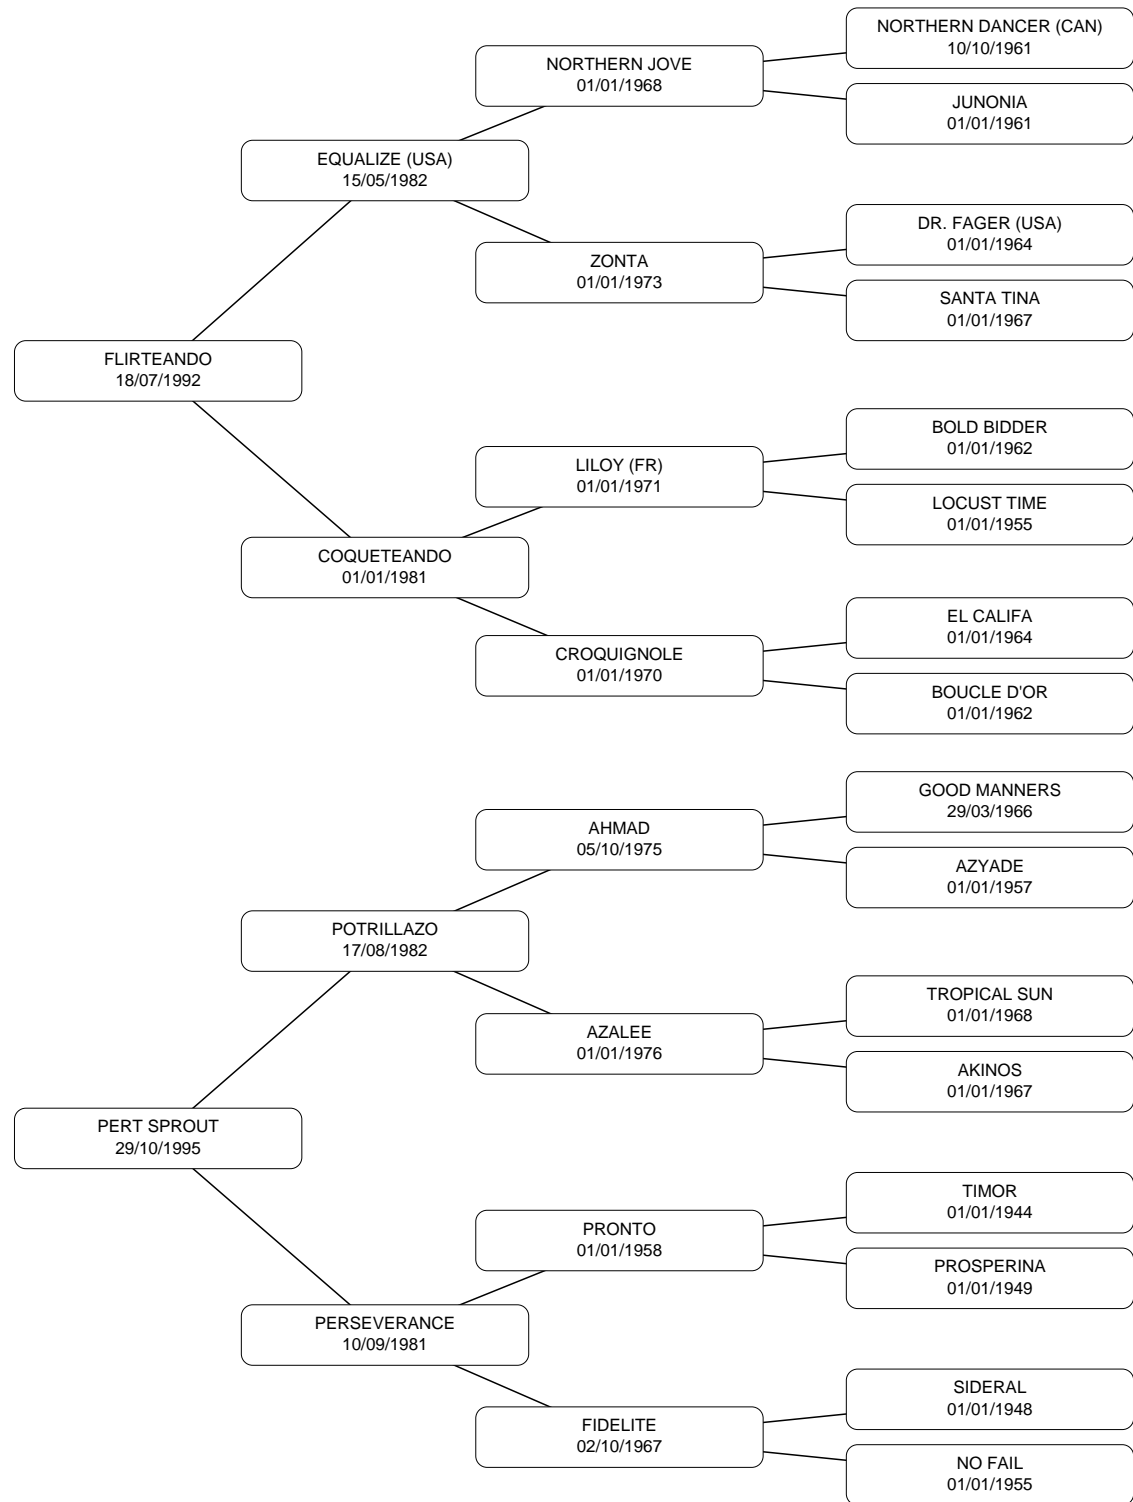 NORTHERN DANCER (CAN)
10/10/1961
NORTHERN JOVE
01/01/1968
JUNONIA
01/01/1961
EQUALIZE (USA)
15/05/1982
DR. FAGER (USA)
01/01/1964
ZONTA
01/01/1973
SANTA TINA
01/01/1967
FLIRTEANDO
18/07/1992
BOLD BIDDER
01/01/1962
LILOY (FR)
01/01/1971
LOCUST TIME
01/01/1955
COQUETEANDO
01/01/1981
EL CALIFA
01/01/1964
CROQUIGNOLE
01/01/1970
BOUCLE D'OR
01/01/1962
GOOD MANNERS
29/03/1966
AHMAD
05/10/1975
AZYADE
01/01/1957
POTRILLAZO
17/08/1982
TROPICAL SUN
01/01/1968
AZALEE
01/01/1976
AKINOS
01/01/1967
PERT SPROUT
29/10/1995
TIMOR
01/01/1944
PRONTO
01/01/1958
PROSPERINA
01/01/1949
PERSEVERANCE
10/09/1981
SIDERAL
01/01/1948
FIDELITE
02/10/1967
NO FAIL
01/01/1955